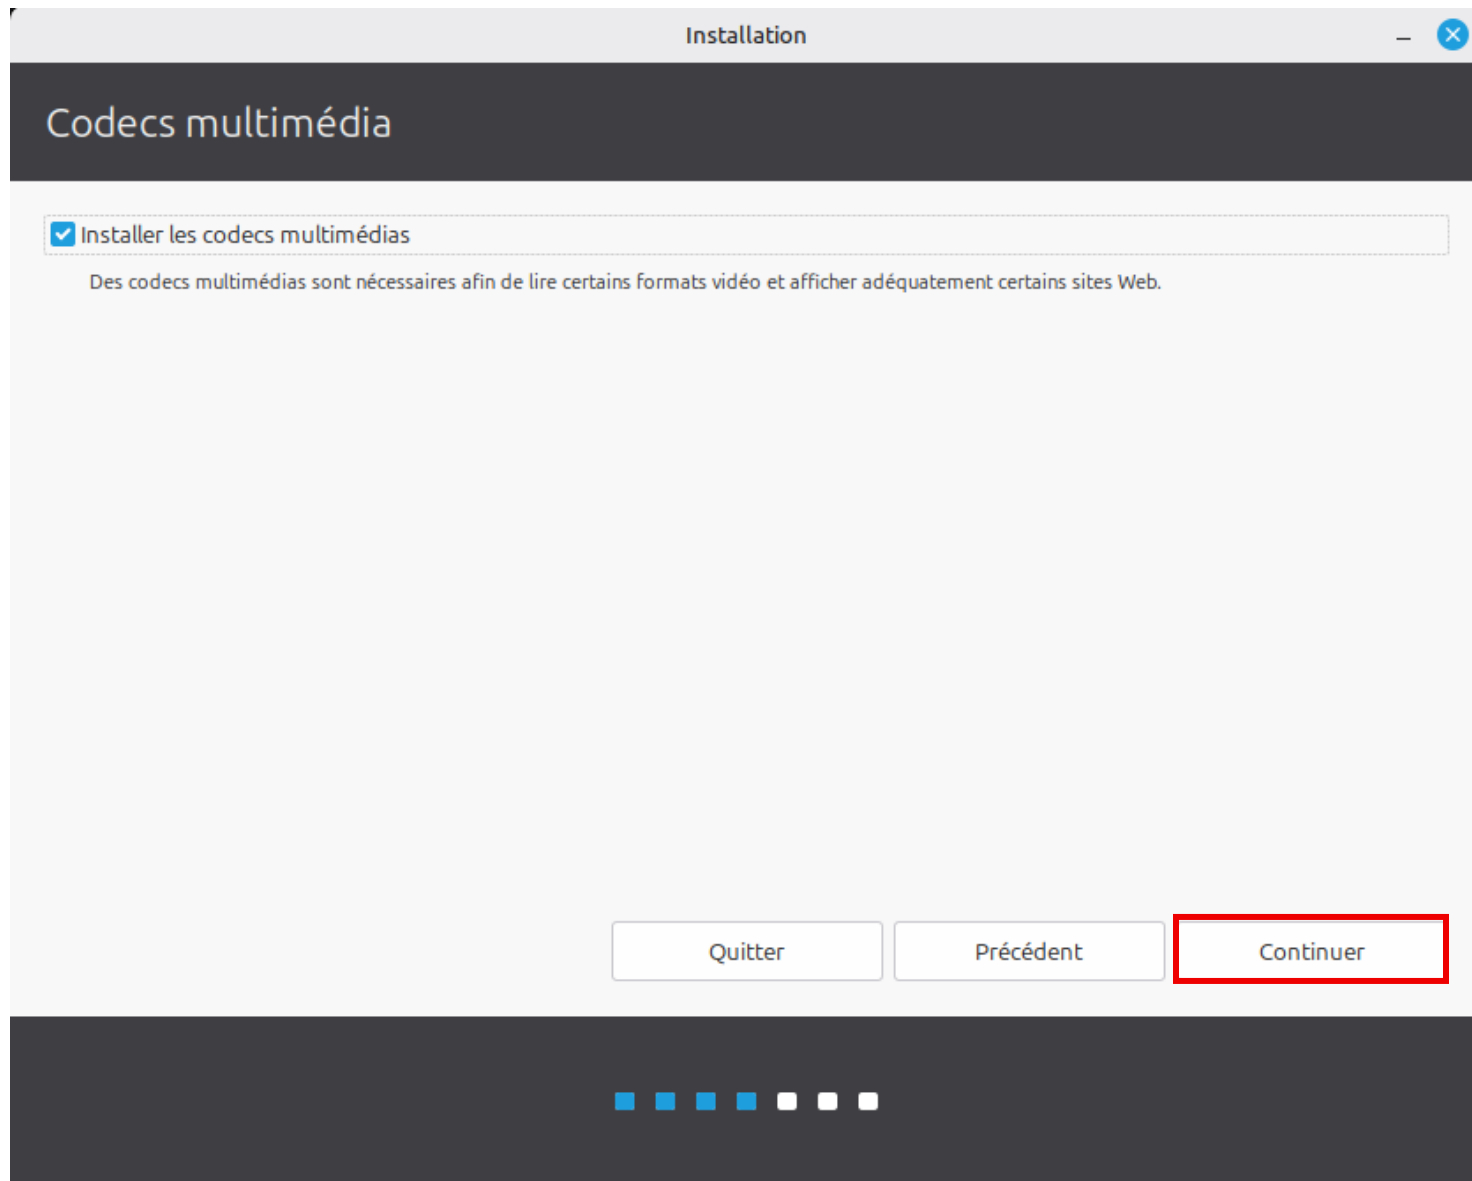 Installation
Codecs multimédia
Installer les codecs multimédias
Des codecs multimédias sont nécessaires afin de lire certains formats vidéo et afficher adéquatement certains sites Web.
Quitter
Précédent
Continuer